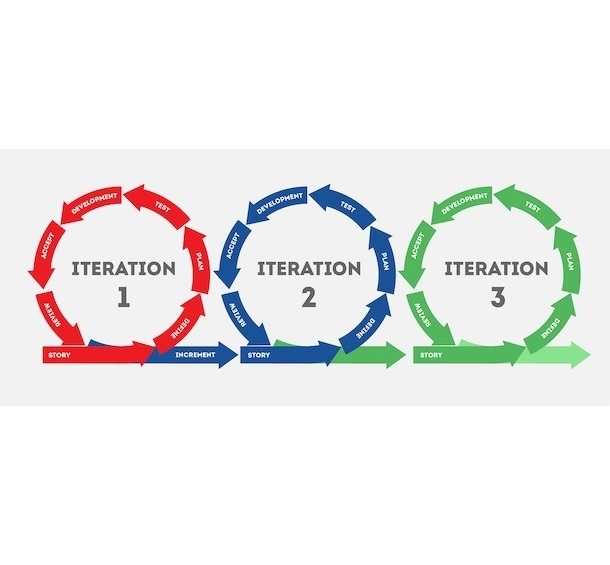 DEVELOPMENT
TEST
ACCEPT
PLAN
ITERATION
1
REVIEW
DEFINE
STORY
INCREMENT
DEVELOPMENT
TEST
ACCEPT
PLAN
ITERATION
2
REVIEW
DEFINE
STORY
DEVELOPMENT
TEST
ACCEPT
PLAN
ITERATION
3
REVIEW
DEFINE
STORY